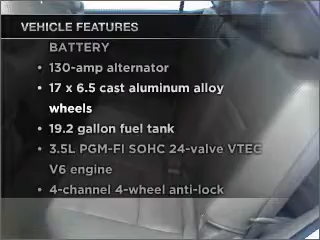 VEHICLE FEATURES
BATTERY
• 130-amp alternator
• 17 x 6.5 cast aluminum alloy
wheels
• 19.2 gallon fuel tank
• 3.5L PGM-FI SOHC 24-valve VTEC
V6 engine
• 4-channel 4-wheel anti-lock